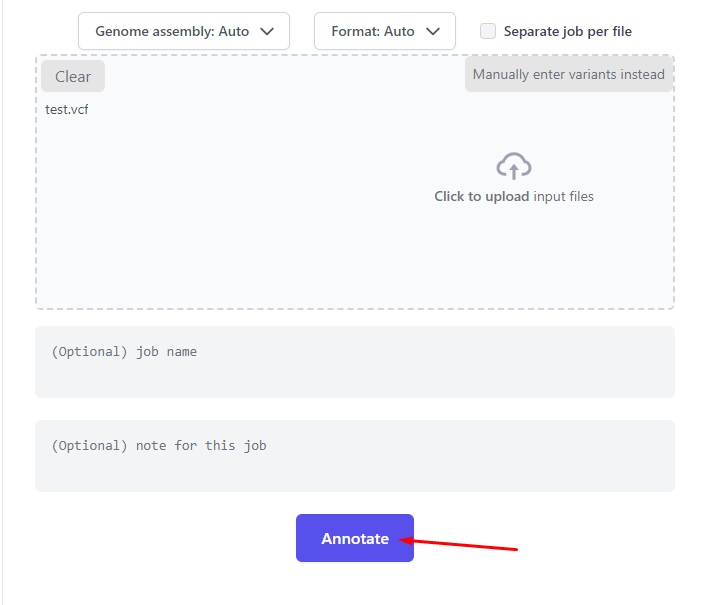 Genome assembly: Auto
Format: Auto
Separate job per file
Clear
Manually enter variants instead
test.vcf
Click to upload input files
(Optional) job name
(Optional) note for this job
Annotate